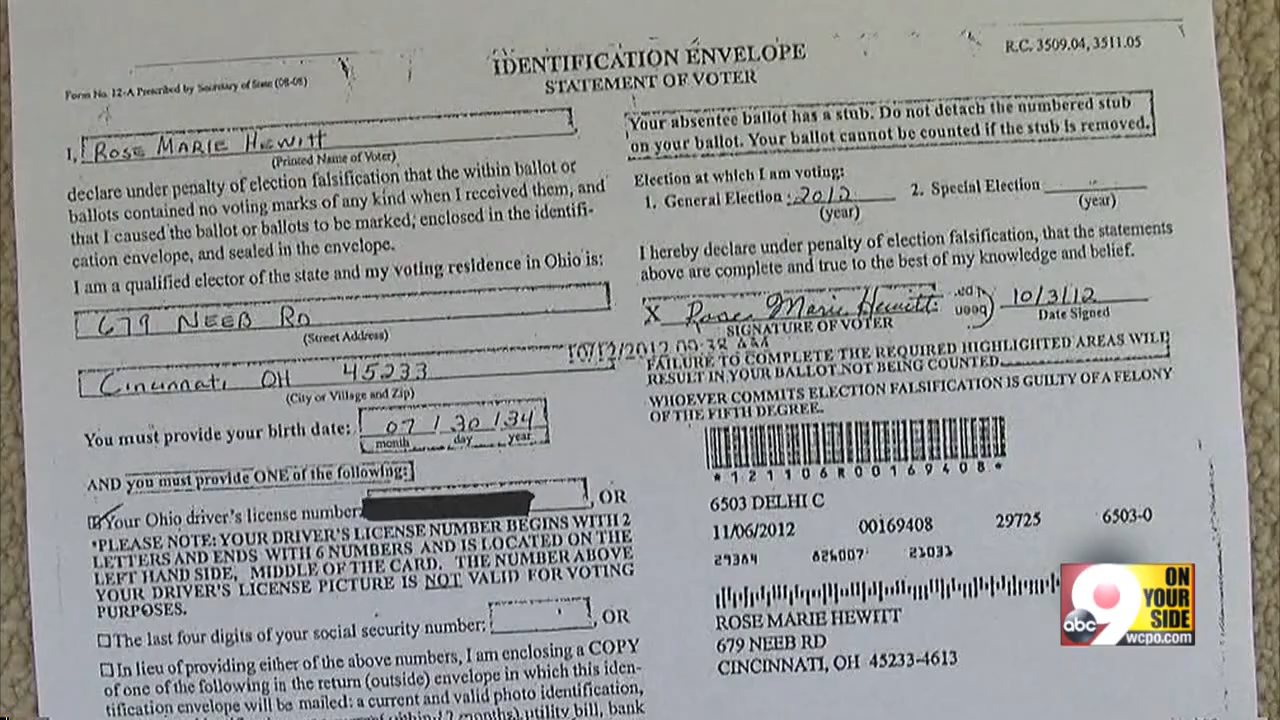 IDENTIFICATION ENVELOPE
STATEMENT OF VOTER
R.C. 3509.04, 3511.05
Form No. 12-A Prescribed by Secretary of State (08-08)
I, ROSE MARIE HEWITT
(Printed Name of Voter)
declare under penalty of election falsification that the within ballot or
ballots contained no voting marks of any kind when I received them, and
that I caused the ballot or ballots to be marked, enclosed in the identifi-
cation envelope, and sealed in the envelope.
I am a qualified elector of the state and my voting residence in Ohio is:
679 NEEB RD
(Street Address)
Cincinnati OH 45233
(City or Village and Zip)
You must provide your birth date: 07 / 30 / 34
month day year
AND you must provide ONE of the following:
Your Ohio driver's license number , OR
*PLEASE NOTE: YOUR DRIVER'S LICENSE NUMBER BEGINS WITH 2
LETTERS AND ENDS WITH 6 NUMBERS AND IS LOCATED ON THE
LEFT HAND SIDE, MIDDLE OF THE CARD. THE NUMBER ABOVE
YOUR DRIVER'S LICENSE PICTURE IS NOT VALID FOR VOTING
PURPOSES.
The last four digits of your social security number: , OR
In lieu of providing either of the above numbers, I am enclosing a COPY
of one of the following in the return (outside) envelope in which this iden-
tification envelope will be mailed: a current and valid photo identification,
utility bill, bank
Your absentee ballot has a stub. Do not detach the numbered stub
on your ballot. Your ballot cannot be counted if the stub is removed.
Election at which I am voting:
1. General Election : 2012 2. Special Election
(year) (year)
I hereby declare under penalty of election falsification, that the statements
above are complete and true to the best of my knowledge and belief.
X Rose Marie Hewitt 10/3/12
SIGNATURE OF VOTER Date Signed
10/12/2012
FAILURE TO COMPLETE THE REQUIRED HIGHLIGHTED AREAS WILL
RESULT IN YOUR BALLOT NOT BEING COUNTED.
WHOEVER COMMITS ELECTION FALSIFICATION IS GUILTY OF A FELONY
OF THE FIFTH DEGREE.
*121106R00169408*
6503 DELHI C
11/06/2012 00169408 29725 6503-0
ROSE MARIE HEWITT
679 NEEB RD
CINCINNATI, OH 45233-4613
abc 9
ON
YOUR
SIDE
wcpo.com